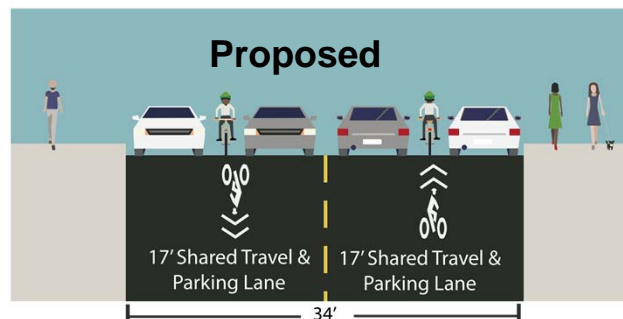 Proposed
17' Shared Travel &
Parking Lane
17' Shared Travel &
Parking Lane
34'